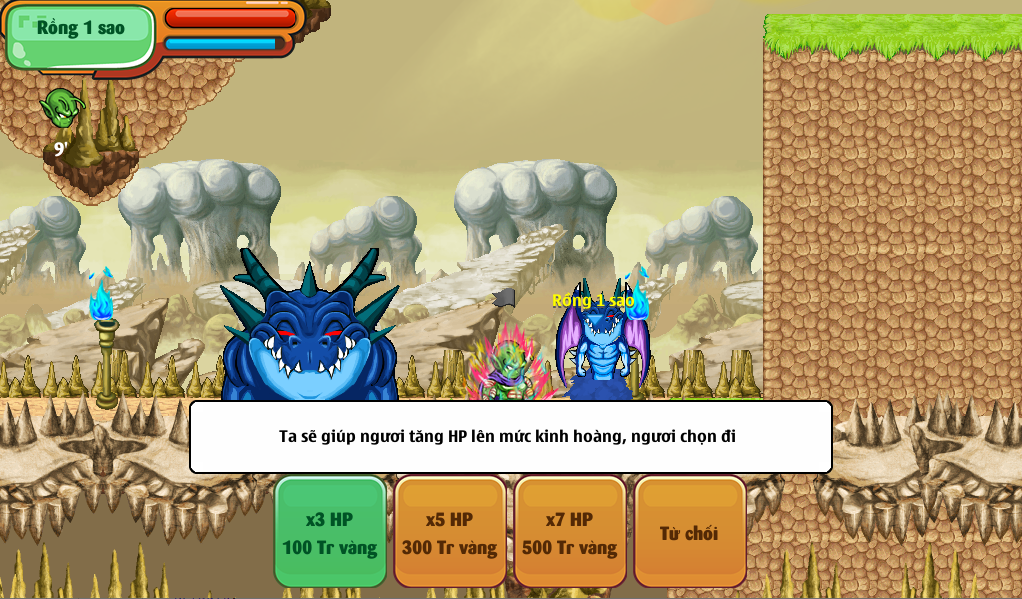 Rồng 1 sao
9'
Rồng 1 sao
Ta sẽ giúp ngươi tăng HP lên mức kinh hoàng, ngươi chọn đi
x3 HP
100 Tr vàng
x5 HP
300 Tr vàng
x7 HP
500 Tr vàng
Từ chối